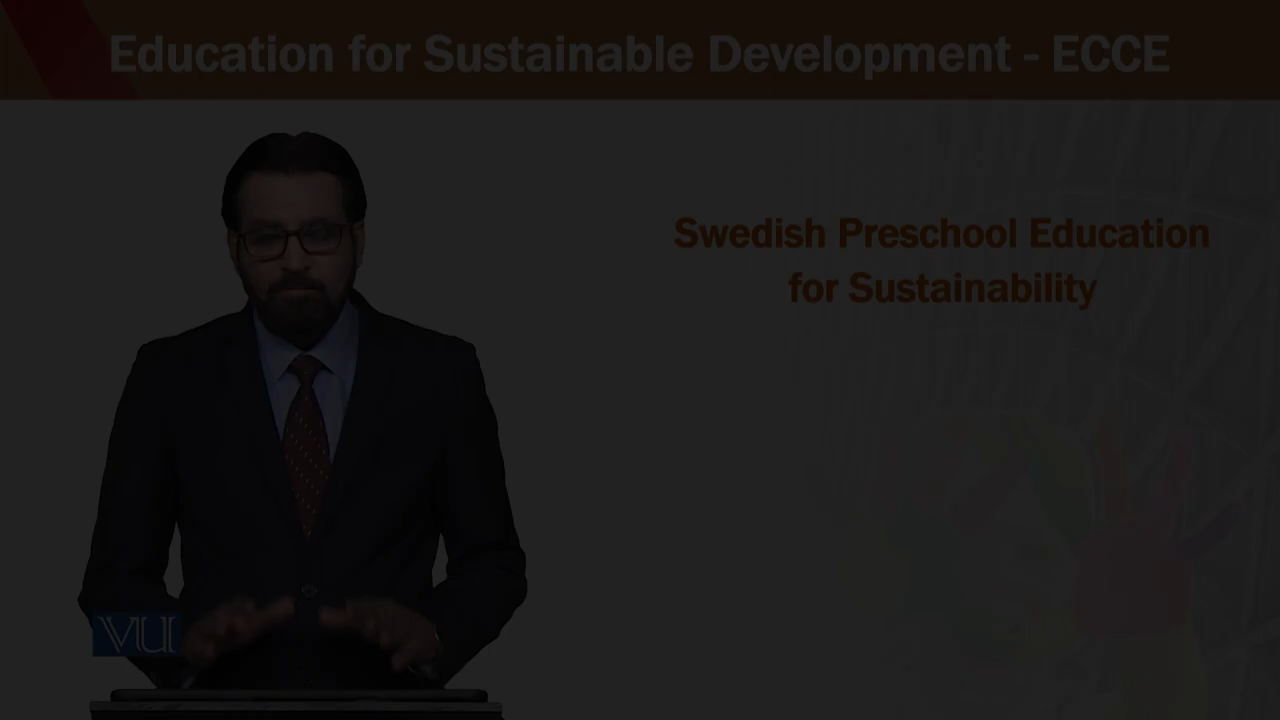 Education for Sustainable Development - ECCE
Swedish Preschool Education
for Sustainability
VU